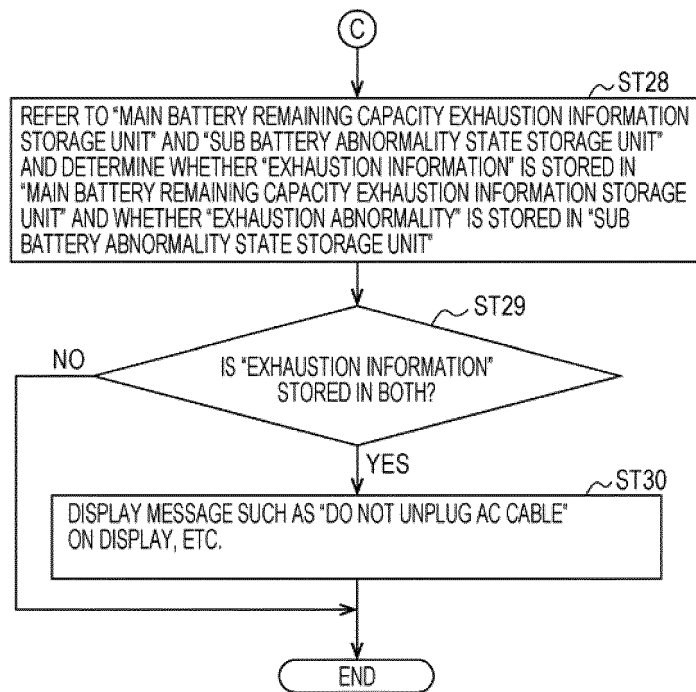 C
ST28
REFER TO "MAIN BATTERY REMAINING CAPACITY EXHAUSTION INFORMATION
STORAGE UNIT" AND "SUB BATTERY ABNORMALITY STATE STORAGE UNIT"
AND DETERMINE WHETHER "EXHAUSTION INFORMATION" IS STORED IN
"MAIN BATTERY REMAINING CAPACITY EXHAUSTION INFORMATION STORAGE
UNIT" AND WHETHER "EXHAUSTION ABNORMALITY" IS STORED IN "SUB
BATTERY ABNORMALITY STATE STORAGE UNIT"
ST29
NO
IS "EXHAUSTION INFORMATION"
STORED IN BOTH?
YES
ST30
DISPLAY MESSAGE SUCH AS "DO NOT UNPLUG AC CABLE"
ON DISPLAY, ETC.
END